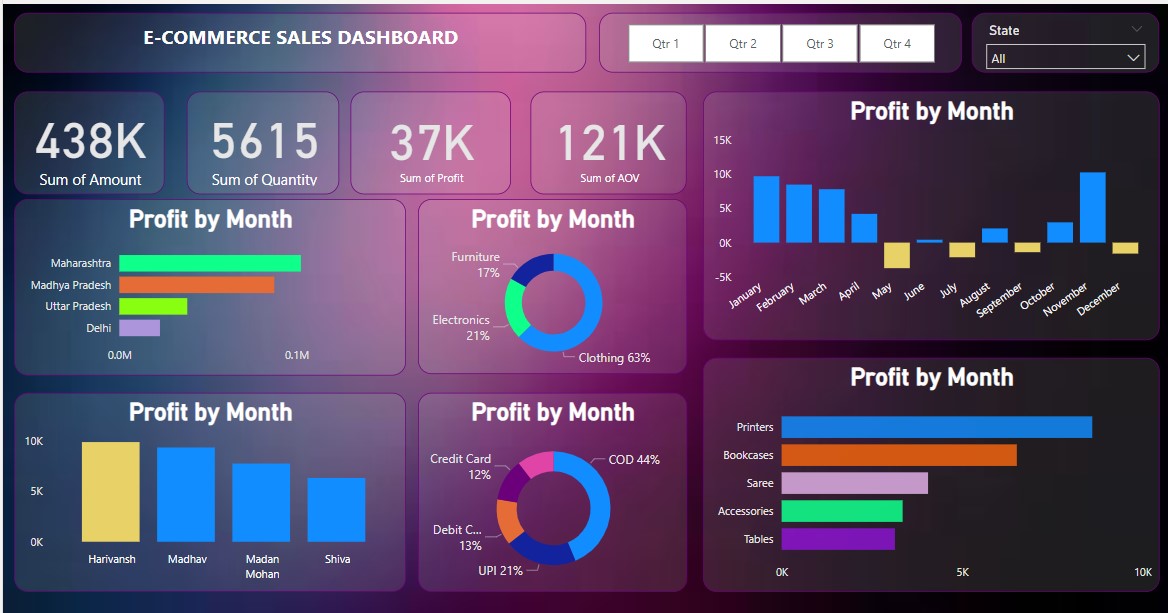 E-COMMERCE SALES DASHBOARD
Qtr 1
Qtr 2
Qtr 3
Qtr 4
State
All
438K
Sum of Amount
5615
Sum of Quantity
37K
Sum of Profit
121K
Sum of AOV
Profit by Month
15K
10K
5K
0K
-5K
January
February
March
April
May
June
July
August
September
October
November
December
Profit by Month
Maharashtra
Madhya Pradesh
Uttar Pradesh
Delhi
0.0M
0.1M
Profit by Month
Furniture
17%
Electronics
21%
Clothing 63%
Profit by Month
10K
5K
0K
Harivansh
Madhav
Madan
Mohan
Shiva
Profit by Month
Credit Card
12%
COD 44%
Debit C...
13%
UPI 21%
Profit by Month
Printers
Bookcases
Saree
Accessories
Tables
0K
5K
10K